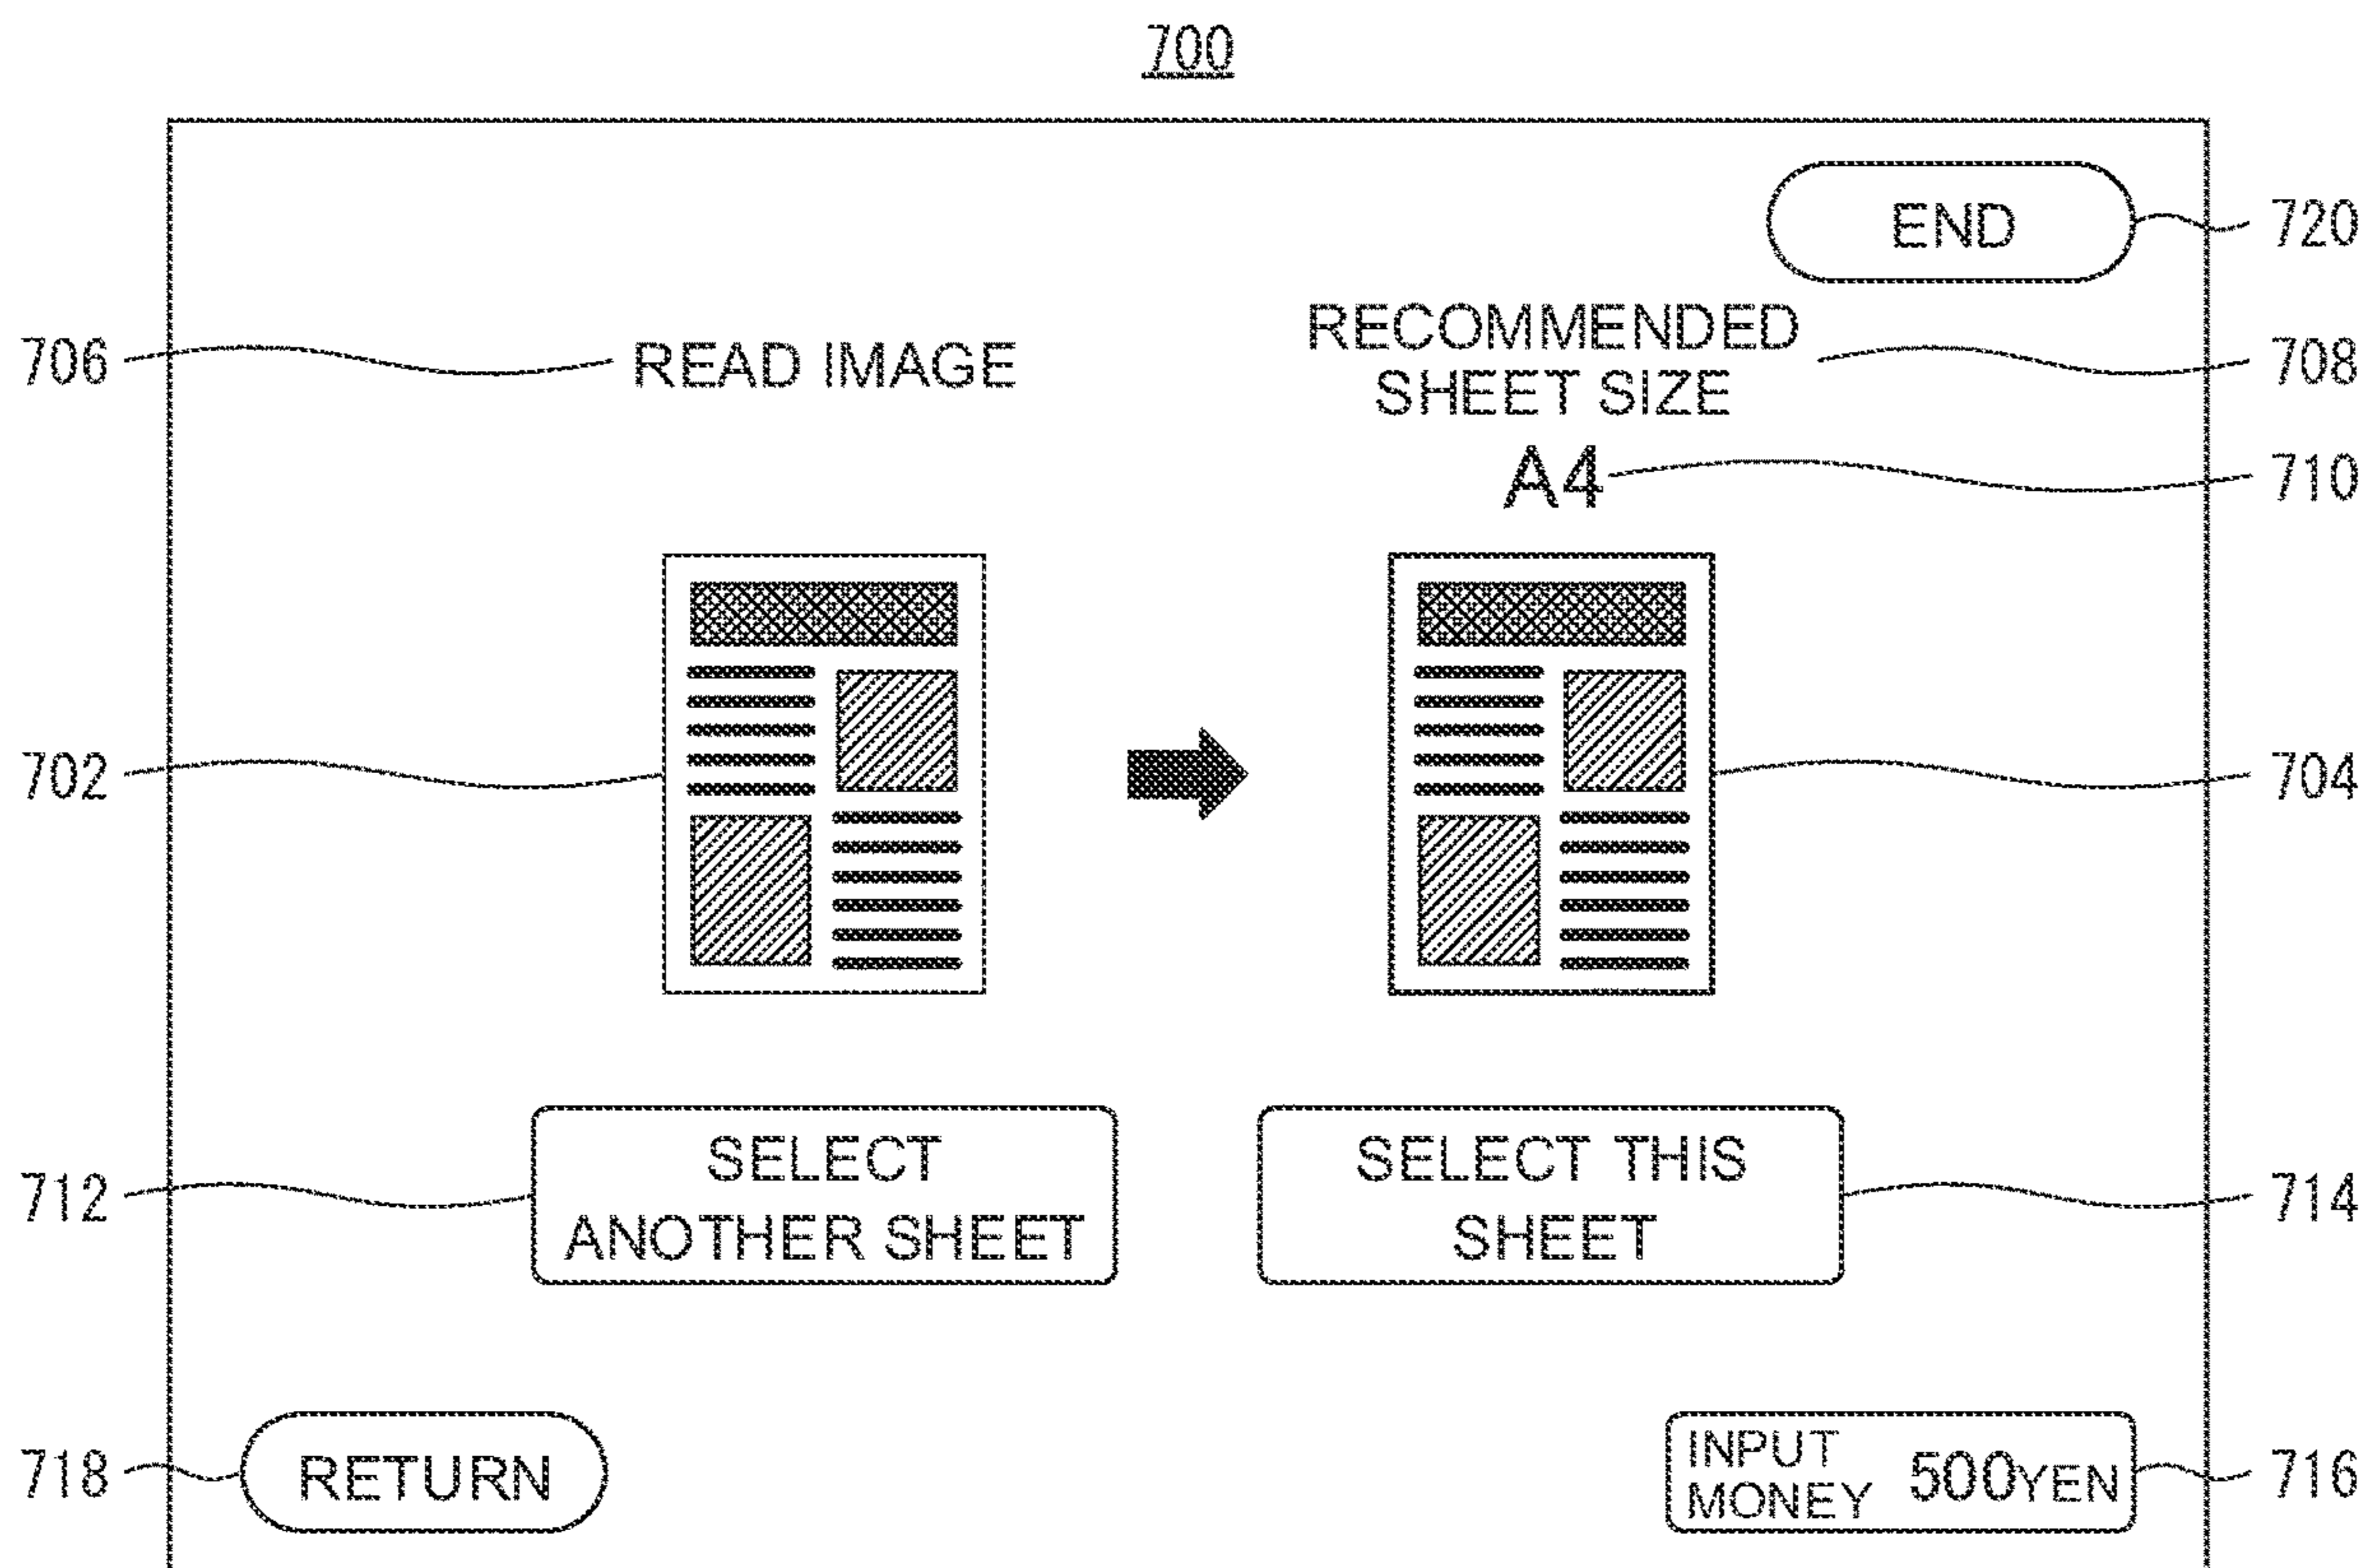 700
END
720
706
READ IMAGE
RECOMMENDED
SHEET SIZE
708
A4
710
702
704
712
SELECT
ANOTHER SHEET
SELECT THIS
SHEET
714
718
RETURN
INPUT
MONEY
500YEN
716